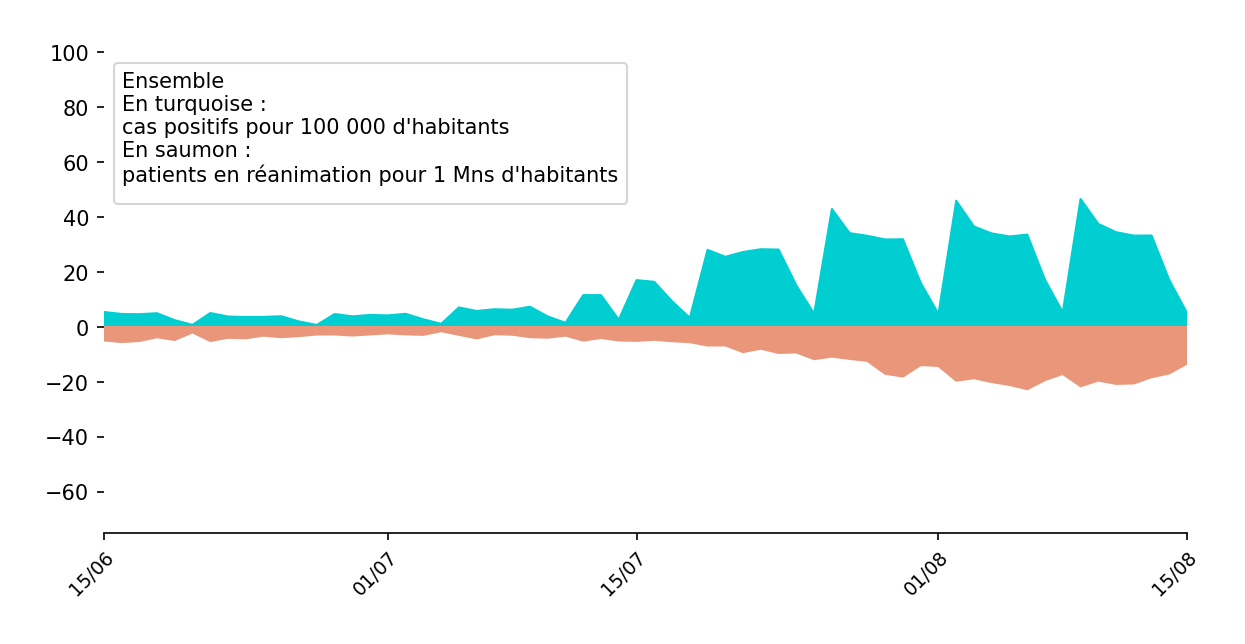 100
80
60
40
20
0
−20
−40
−60
Ensemble
En turquoise :
cas positifs pour 100 000 d'habitants
En saumon :
patients en réanimation pour 1 Mns d'habitants
15/06
01/07
15/07
01/08
15/08